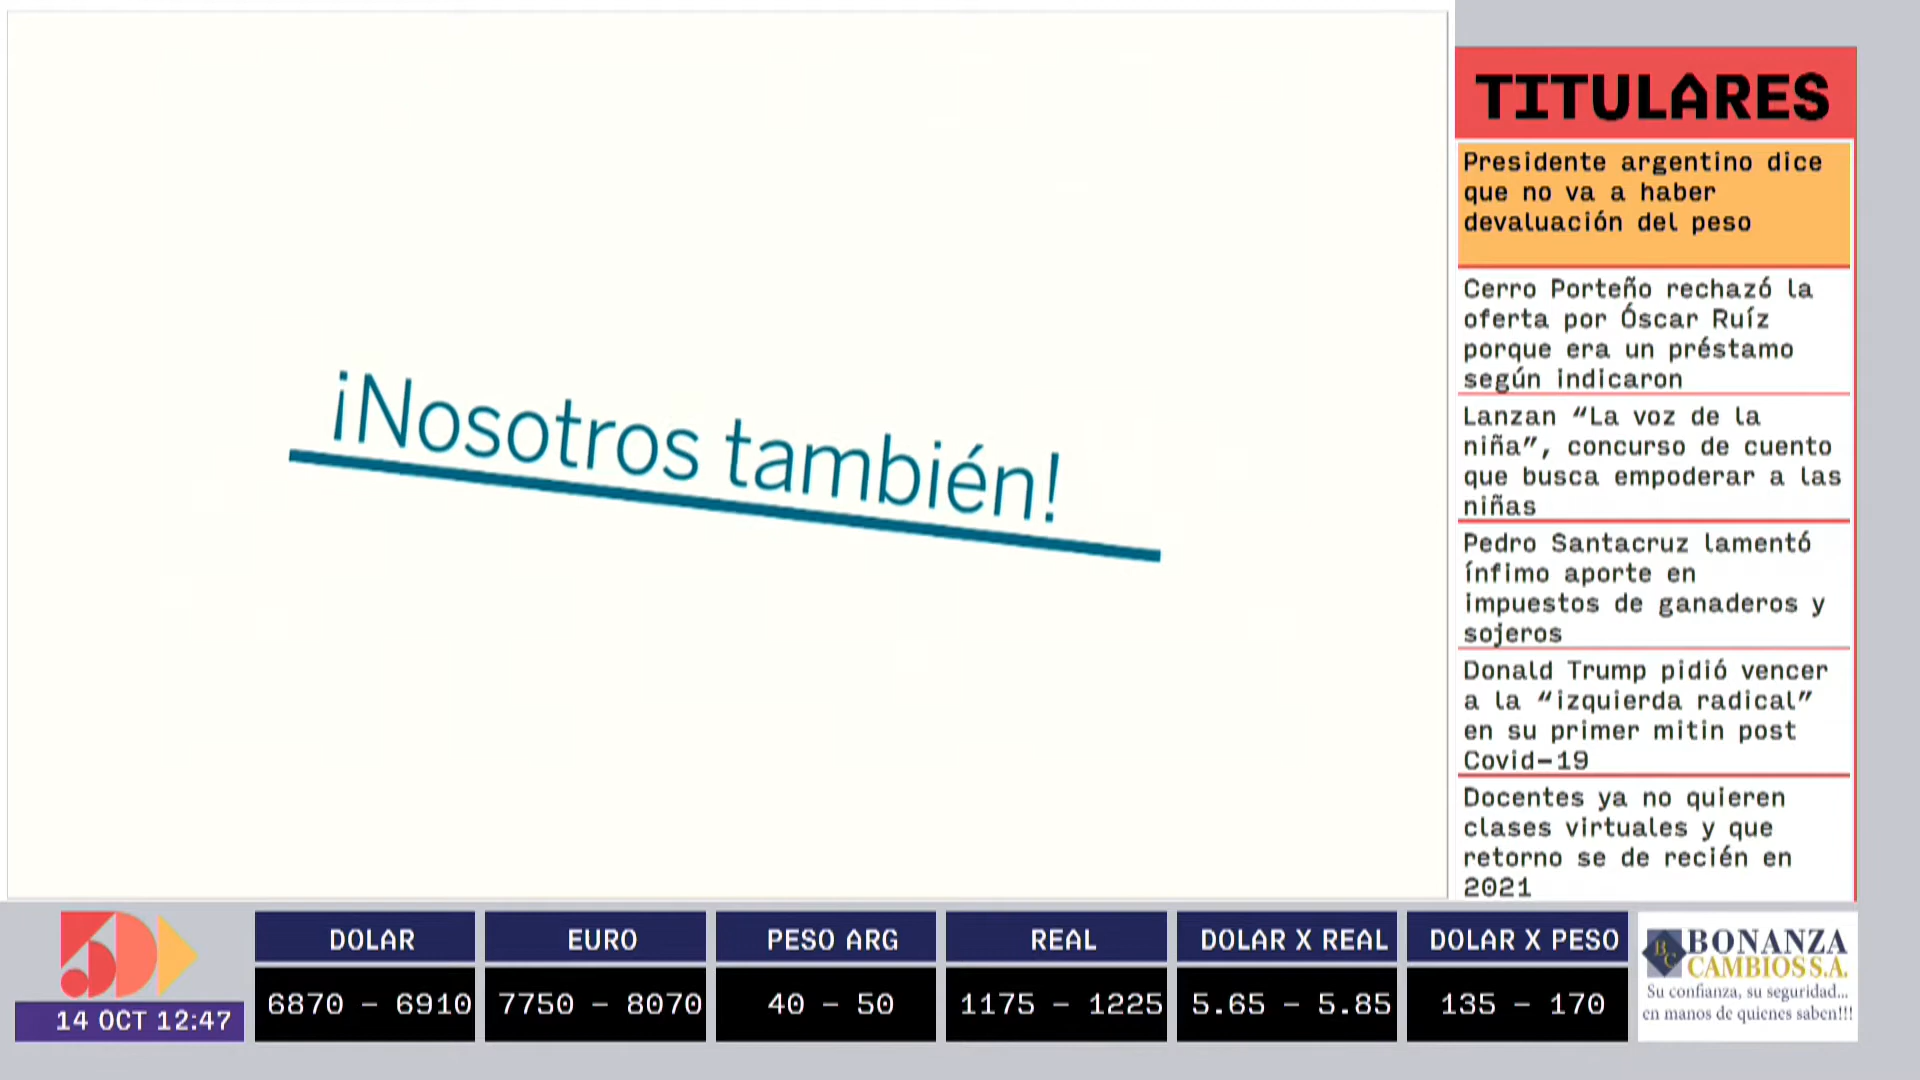 ¡Nosotros también!
TITULARES
Presidente argentino dice
que no va a haber
devaluación del peso
Cerro Porteño rechazó la
oferta por Óscar Ruíz
porque era un préstamo
según indicaron
Lanzan “La voz de la
niña”, concurso de cuento
que busca empoderar a las
niñas
Pedro Santacruz lamentó
ínfimo aporte en
impuestos de ganaderos y
sojeros
Donald Trump pidió vencer
a la “izquierda radical”
en su primer mitin post
Covid-19
Docentes ya no quieren
clases virtuales y que
retorno se de recién en
2021
5D
14 OCT 12:47
DOLAR
6870 - 6910
EURO
7750 - 8070
PESO ARG
40 - 50
REAL
1175 - 1225
DOLAR X REAL
5.65 - 5.85
DOLAR X PESO
135 - 170
BC
BONANZA
CAMBIOS S.A.
Su confianza, su seguridad...
en manos de quienes saben!!!